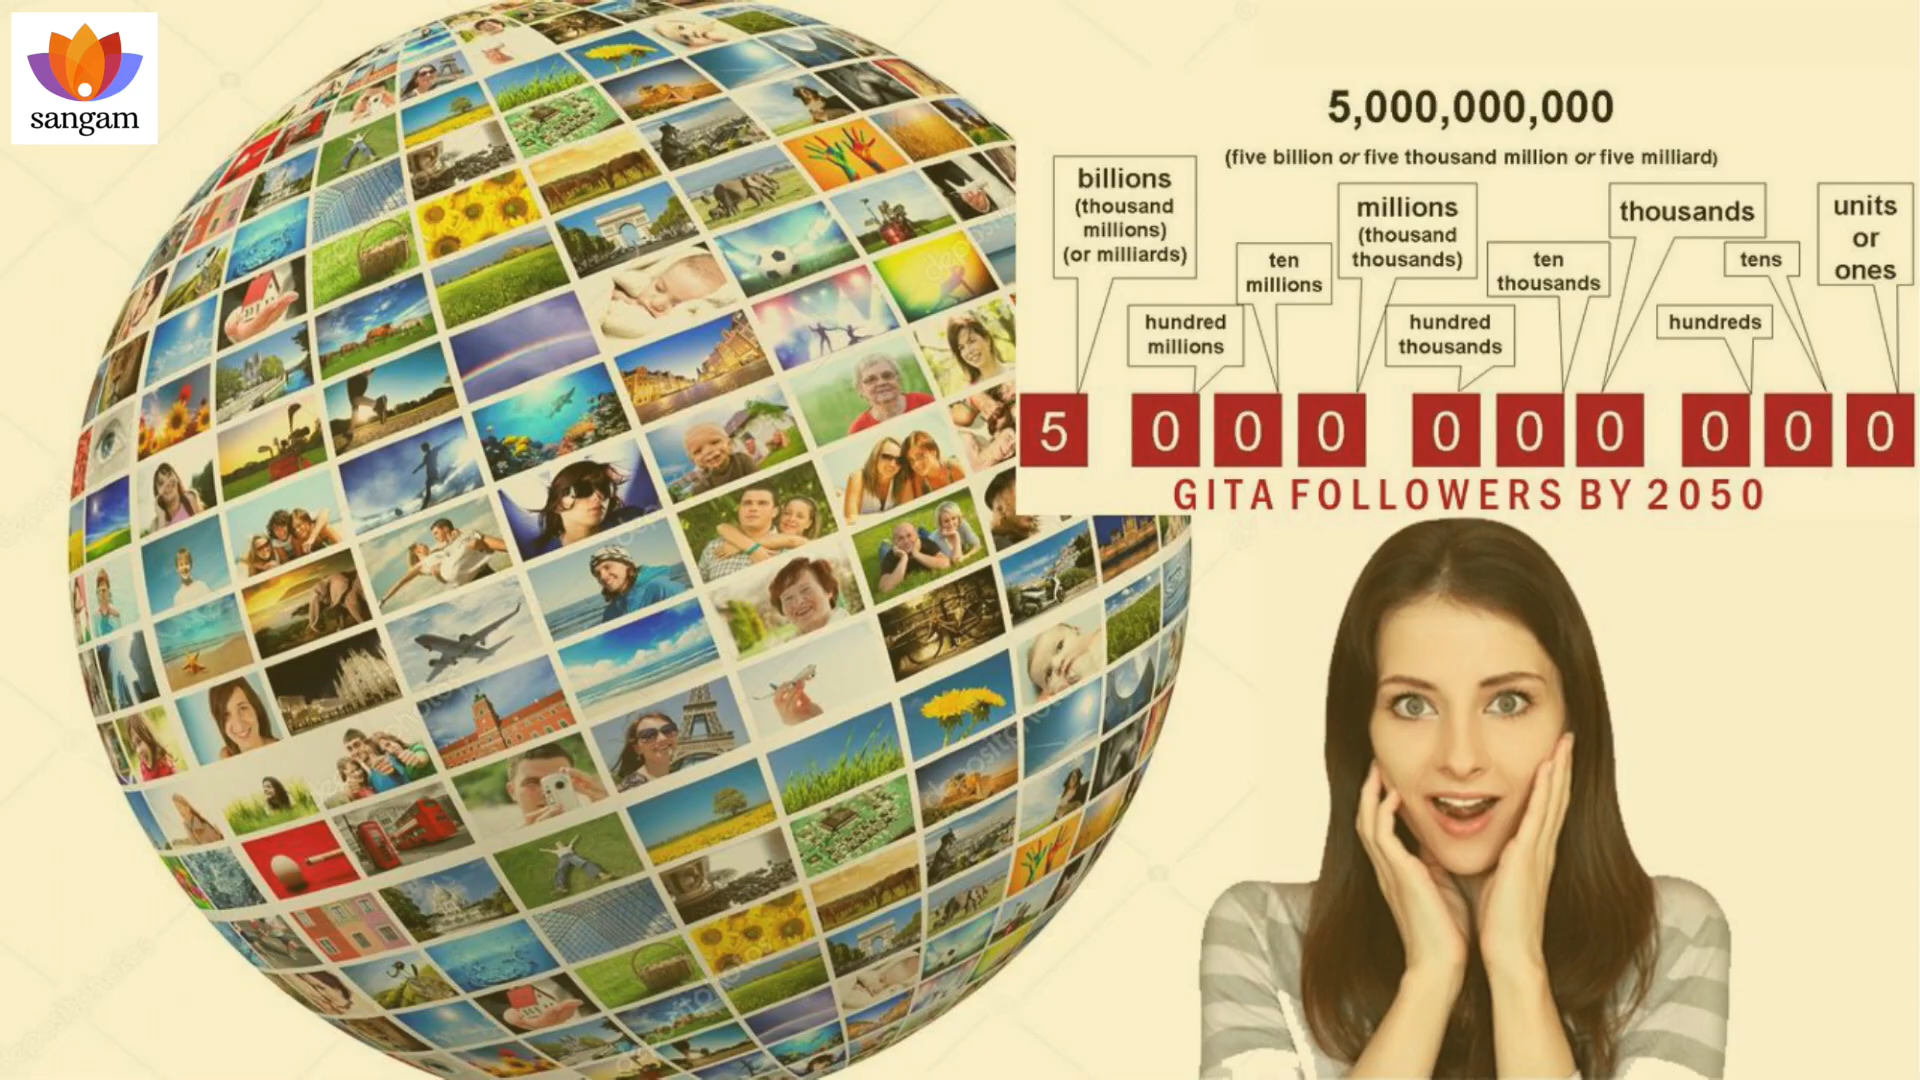 sangam
5,000,000,000
(five billion or five thousand million or five milliard)
billions
(thousand
millions)
(or milliards)
hundred
millions
ten
millions
millions
(thousand
thousands)
hundred
thousands
ten
thousands
thousands
hundreds
tens
units
or
ones
5 0 0 0 0 0 0 0 0 0
GITA FOLLOWERS BY 2050